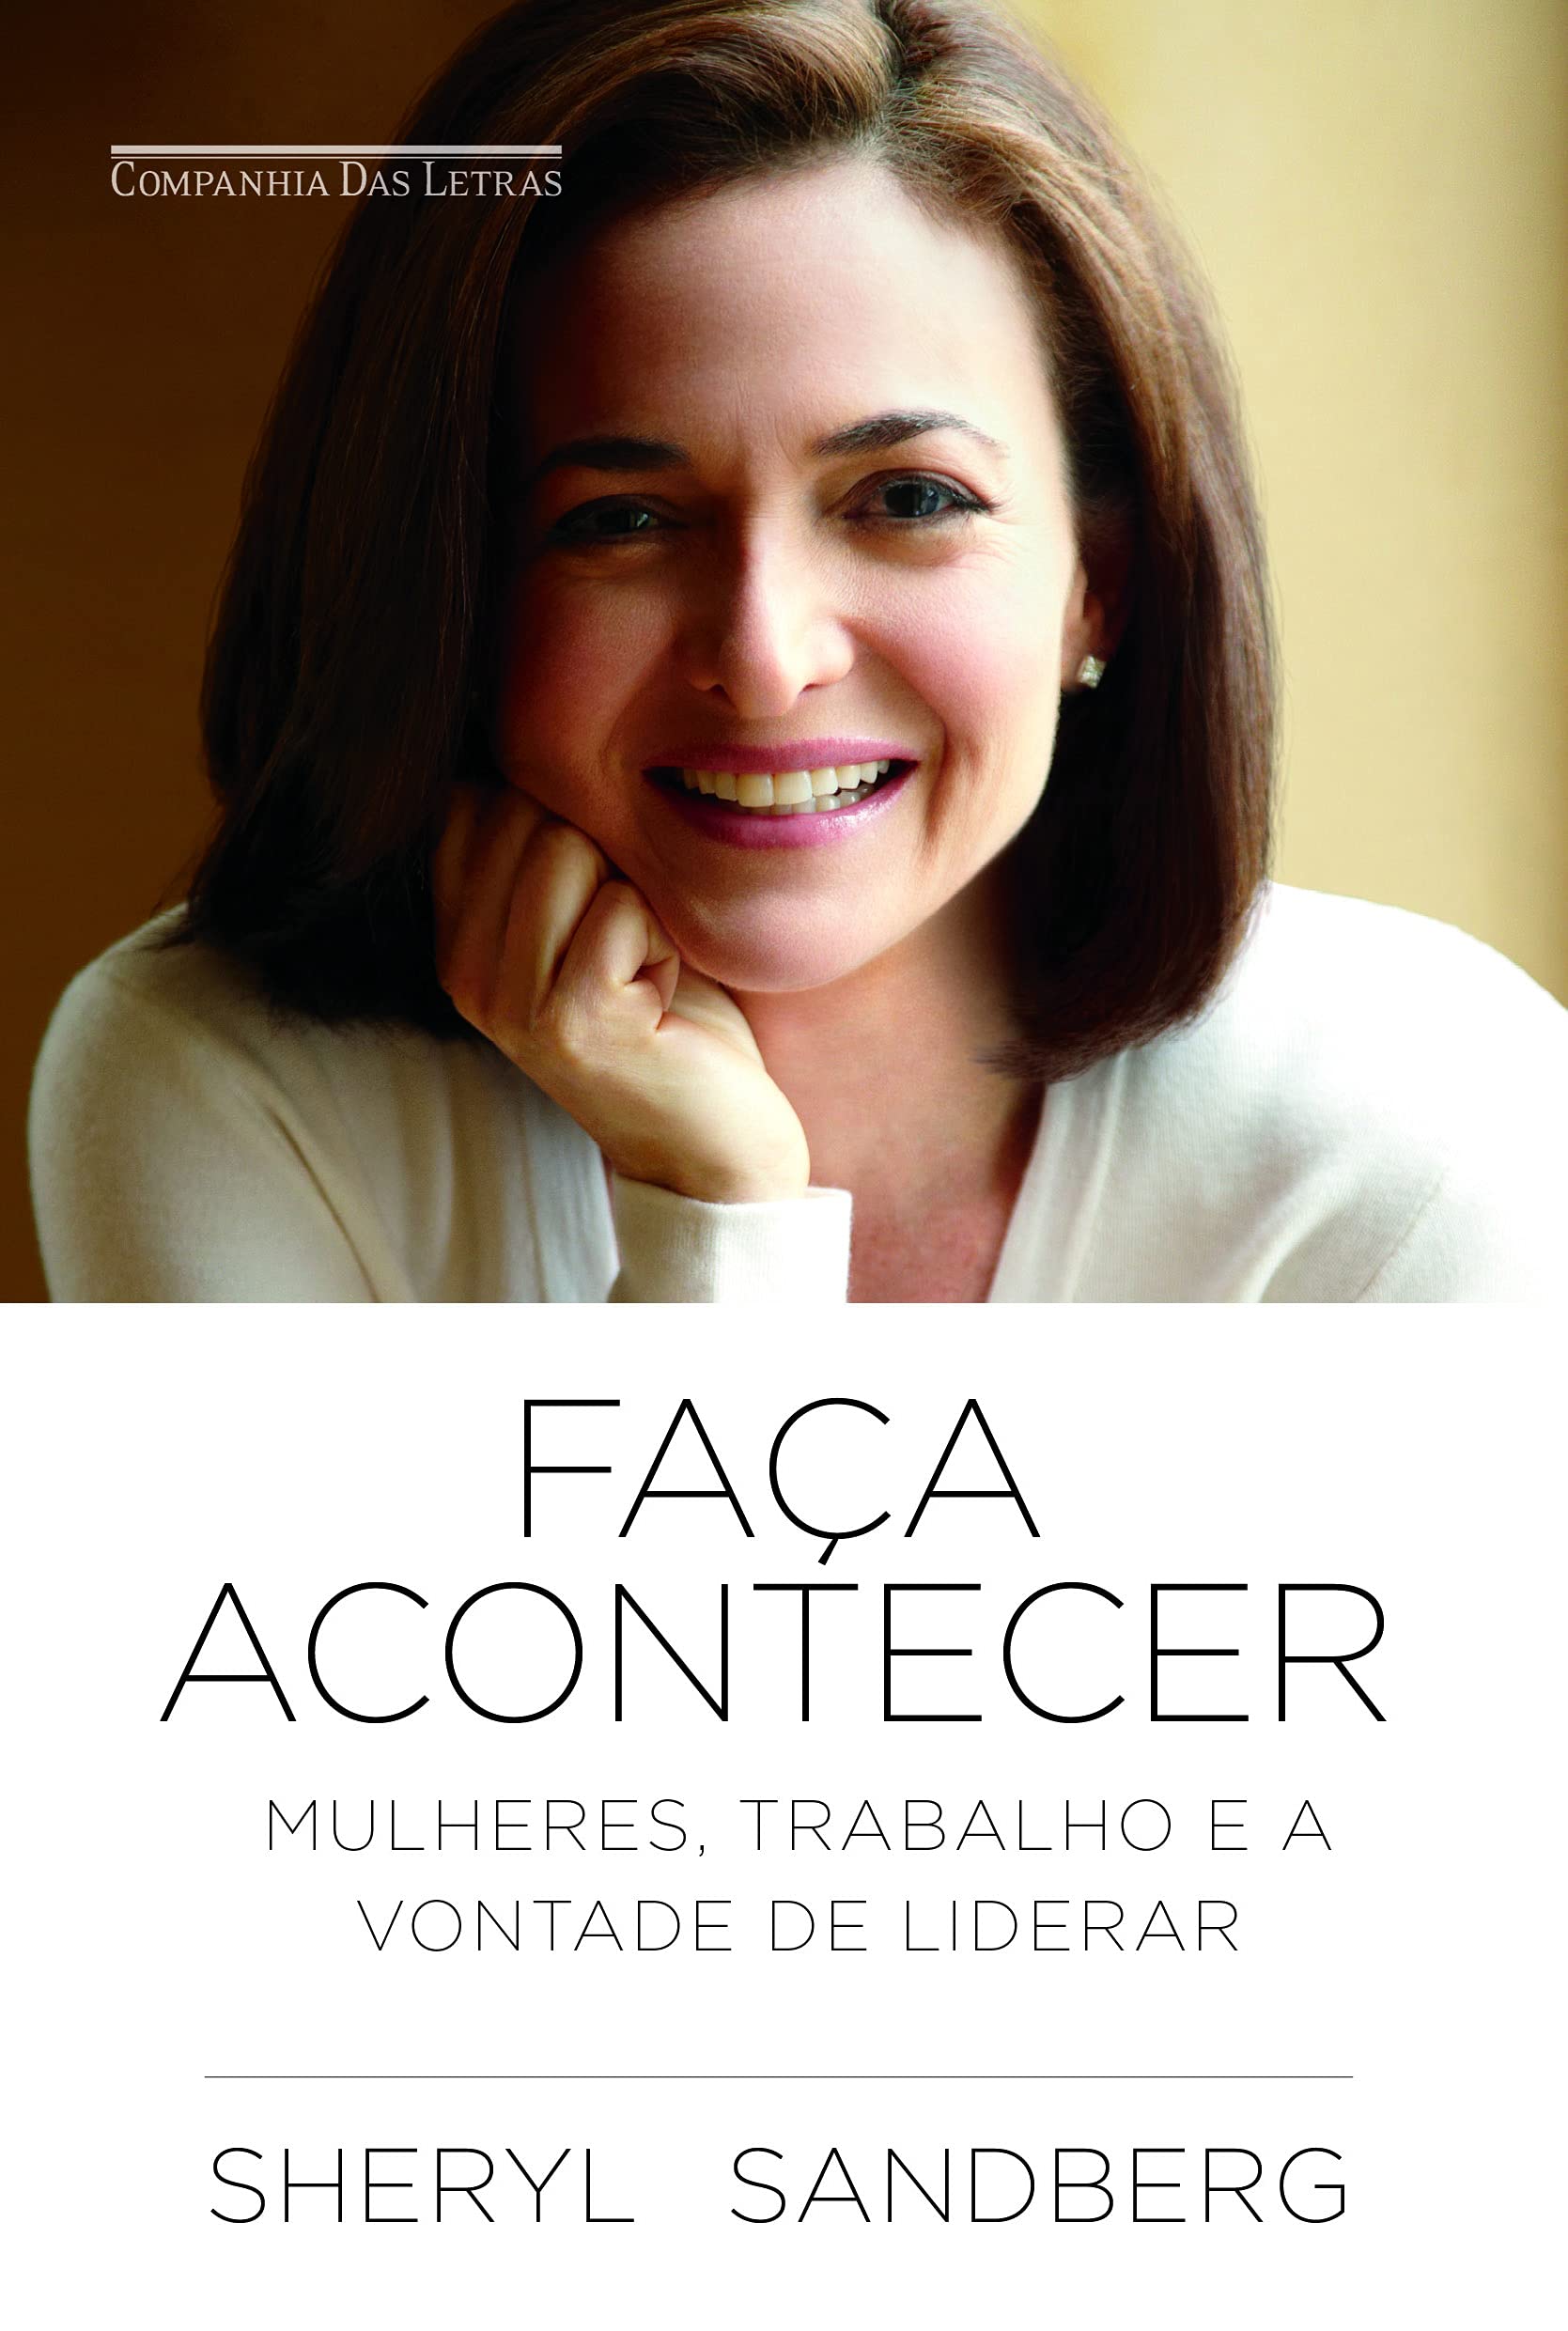 COMPANHIA DAS LETRAS
FAÇA
ACONTECER
MULHERES, TRABALHO E A
VONTADE DE LIDERAR
SHERYL SANDBERG